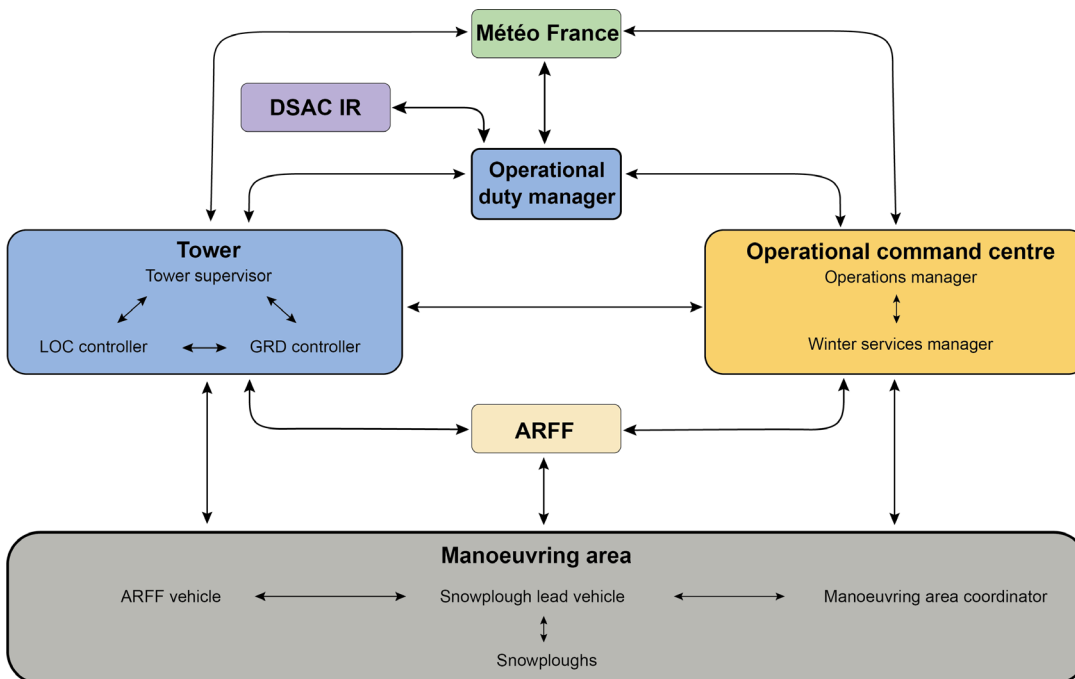 Météo France
DSAC IR
Operational
duty manager
Tower
Tower supervisor
LOC controller
GRD controller
Operational command centre
Operations manager
Winter services manager
ARFF
Manoeuvring area
ARFF vehicle
Snowplough lead vehicle
Manoeuvring area coordinator
Snowploughs